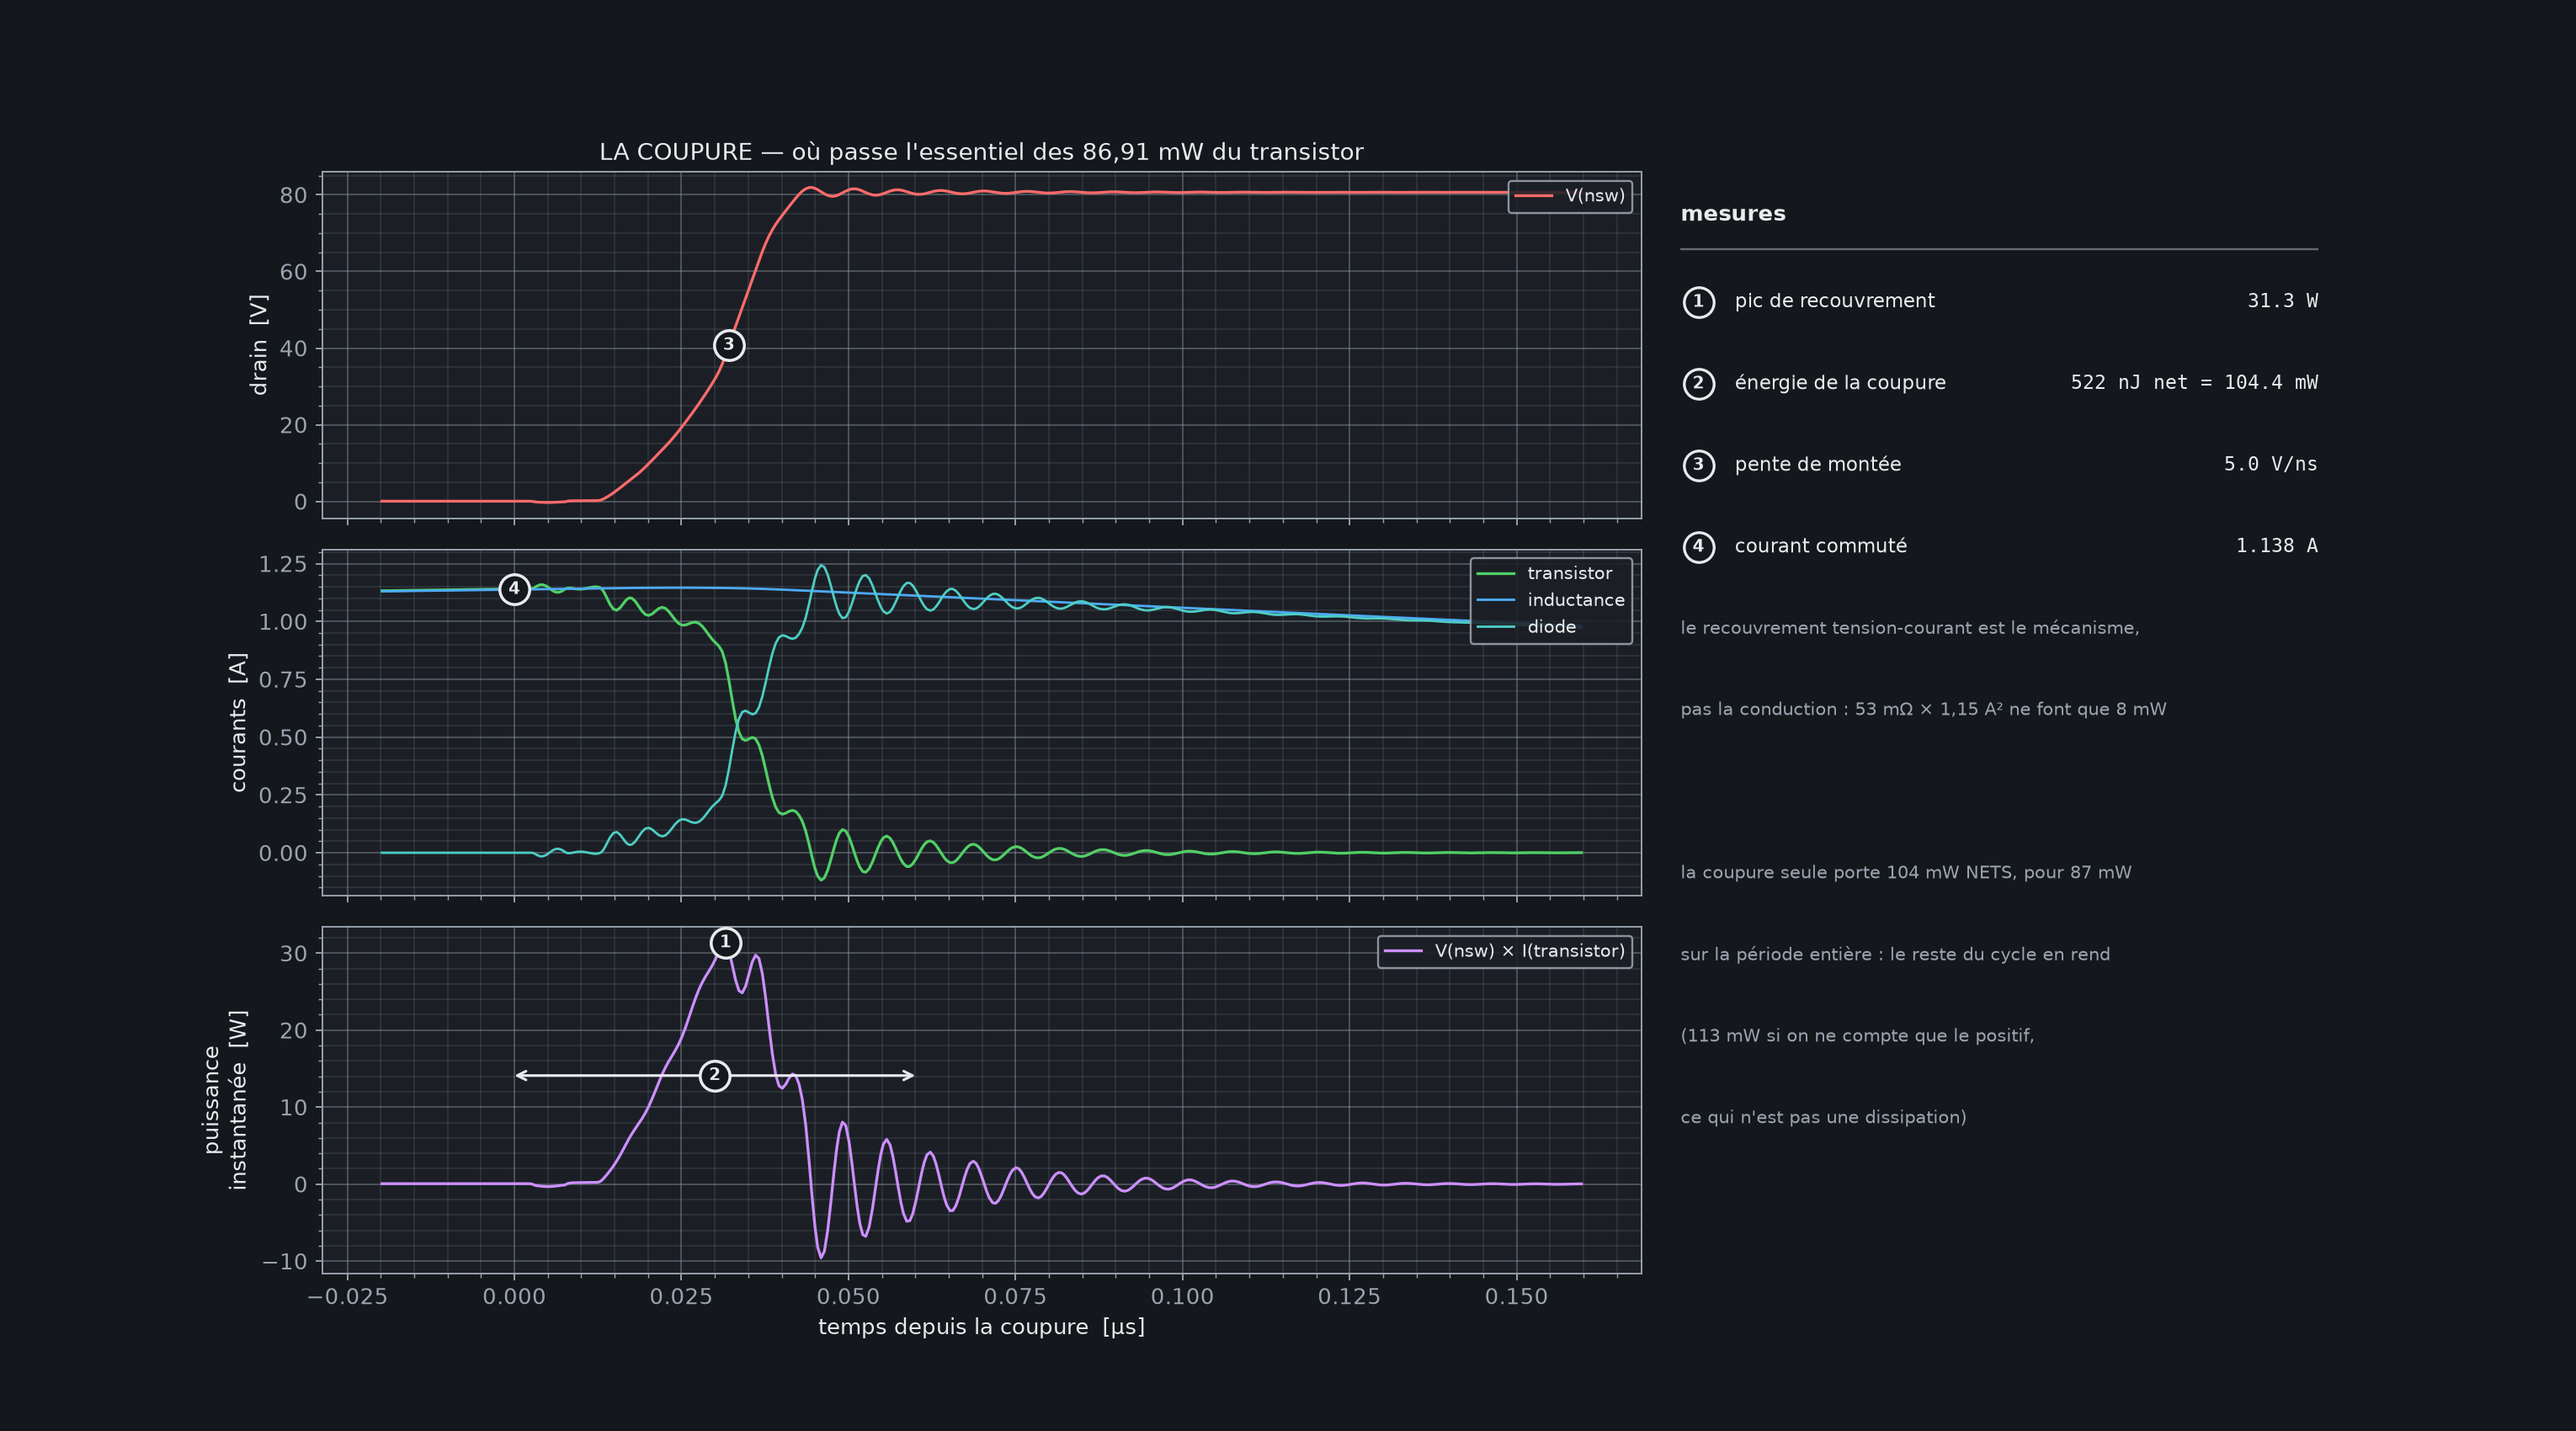 LA COUPURE — où passe l'essentiel des 86,91 mW du transistor
drain [V]
80
60
40
20
0
V(nsw)
3
courants [A]
1.25
1.00
0.75
0.50
0.25
0.00
transistor
inductance
diode
4
puissance
instantanée [W]
30
20
10
0
−10
V(nsw) × I(transistor)
1
2
−0.025
0.000
0.025
0.050
0.075
0.100
0.125
0.150
temps depuis la coupure [µs]
mesures
1 pic de recouvrement 31.3 W
2 énergie de la coupure 522 nJ net = 104.4 mW
3 pente de montée 5.0 V/ns
4 courant commuté 1.138 A
le recouvrement tension-courant est le mécanisme,
pas la conduction : 53 mΩ × 1,15 A² ne font que 8 mW
la coupure seule porte 104 mW NETS, pour 87 mW
sur la période entière : le reste du cycle en rend
(113 mW si on ne compte que le positif,
ce qui n'est pas une dissipation)